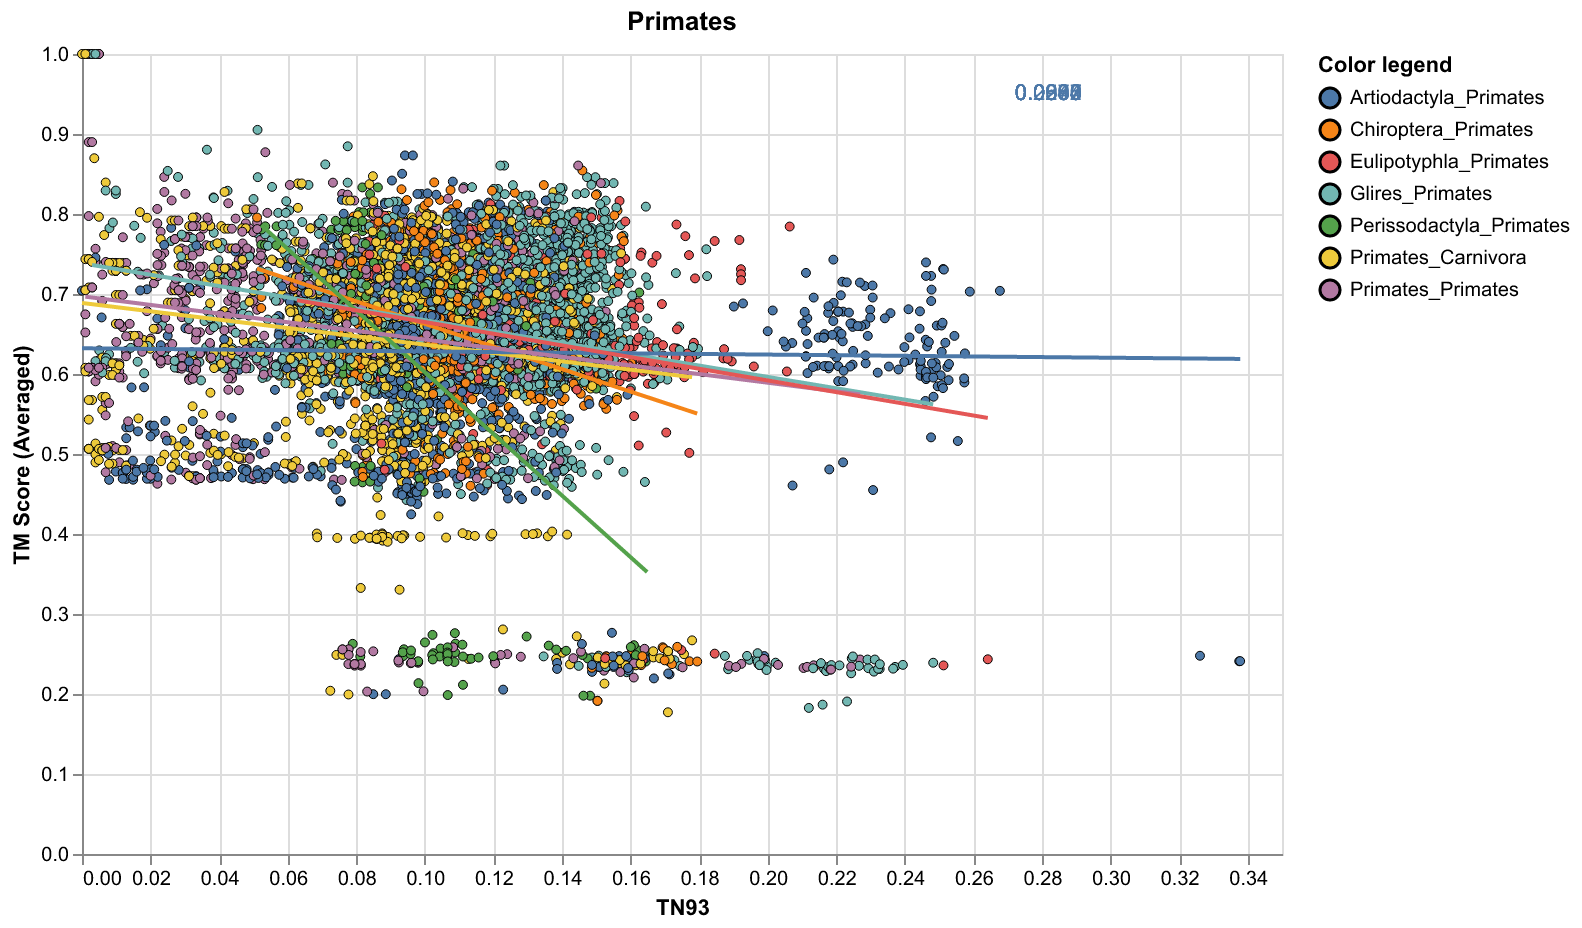 Primates
1.0
0.9
0.8
0.7
0.6
0.5
0.4
0.3
0.2
0.1
0.0
TM Score (Averaged)
0.00 0.02 0.04 0.06 0.08 0.10 0.12 0.14 0.16 0.18 0.20 0.22 0.24 0.26 0.28 0.30 0.32 0.34
TN93
Color legend
Artiodactyla_Primates
Chiroptera_Primates
Eulipotyphla_Primates
Glires_Primates
Perissodactyla_Primates
Primates_Carnivora
Primates_Primates